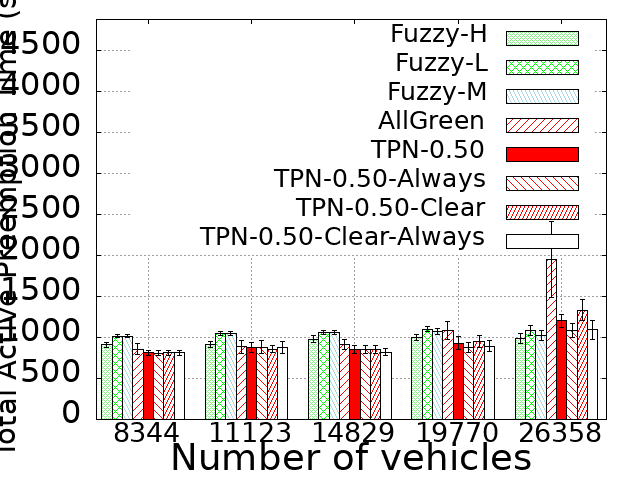 Total Active Preemption Time (s
4500
4000
3500
3000
2500
2000
1500
1000
500
0
Fuzzy-H
Fuzzy-L
Fuzzy-M
AllGreen
TPN-0.50
TPN-0.50-Always
TPN-0.50-Clear
TPN-0.50-Clear-Always
8344 11123 14829 19770 26358
Number of vehicles